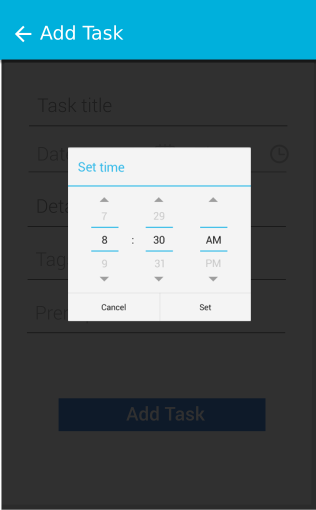 Add Task
Task title
Set time
7 29
8 : 30 AM
9 31 PM
Cancel Set
Add Task